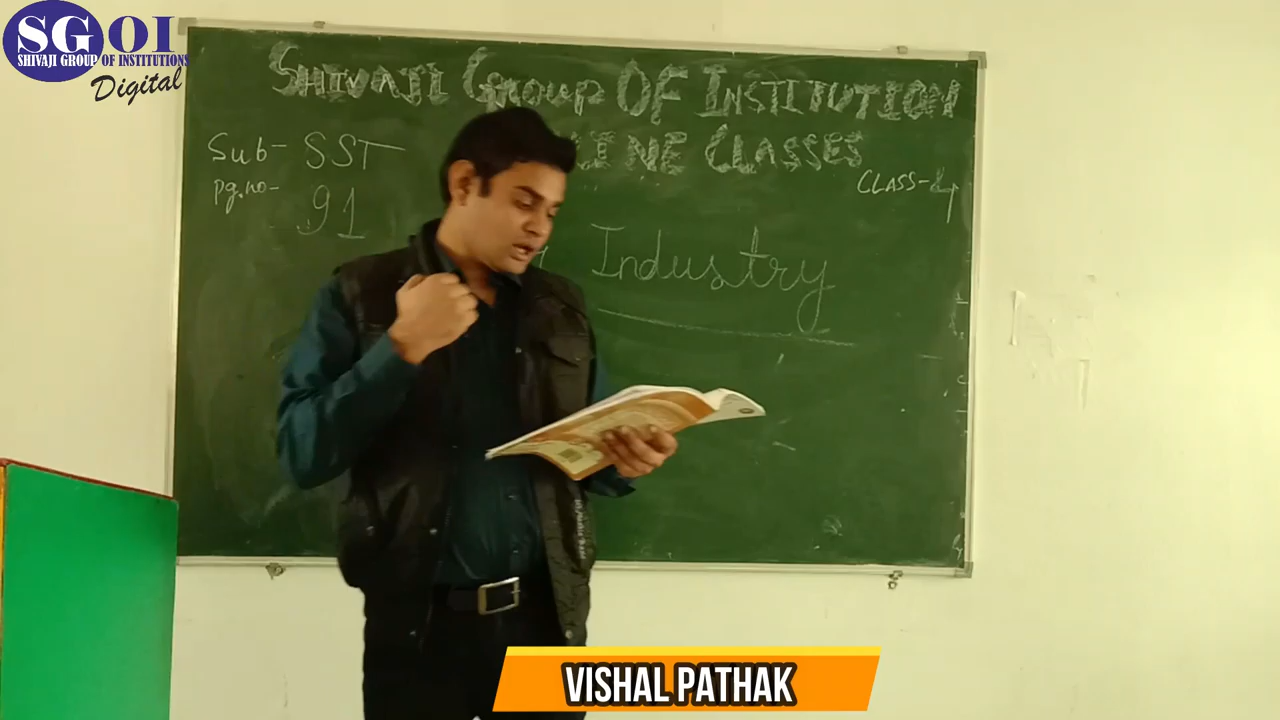 SGOI
SHIVAJI GROUP OF INSTITUTIONS
Digital
SHIVAJI GROUP OF INSTITUTION
LINE CLASSES
Sub- SST
CLASS-4
Pg.no- 91
Industry
VISHAL PATHAK